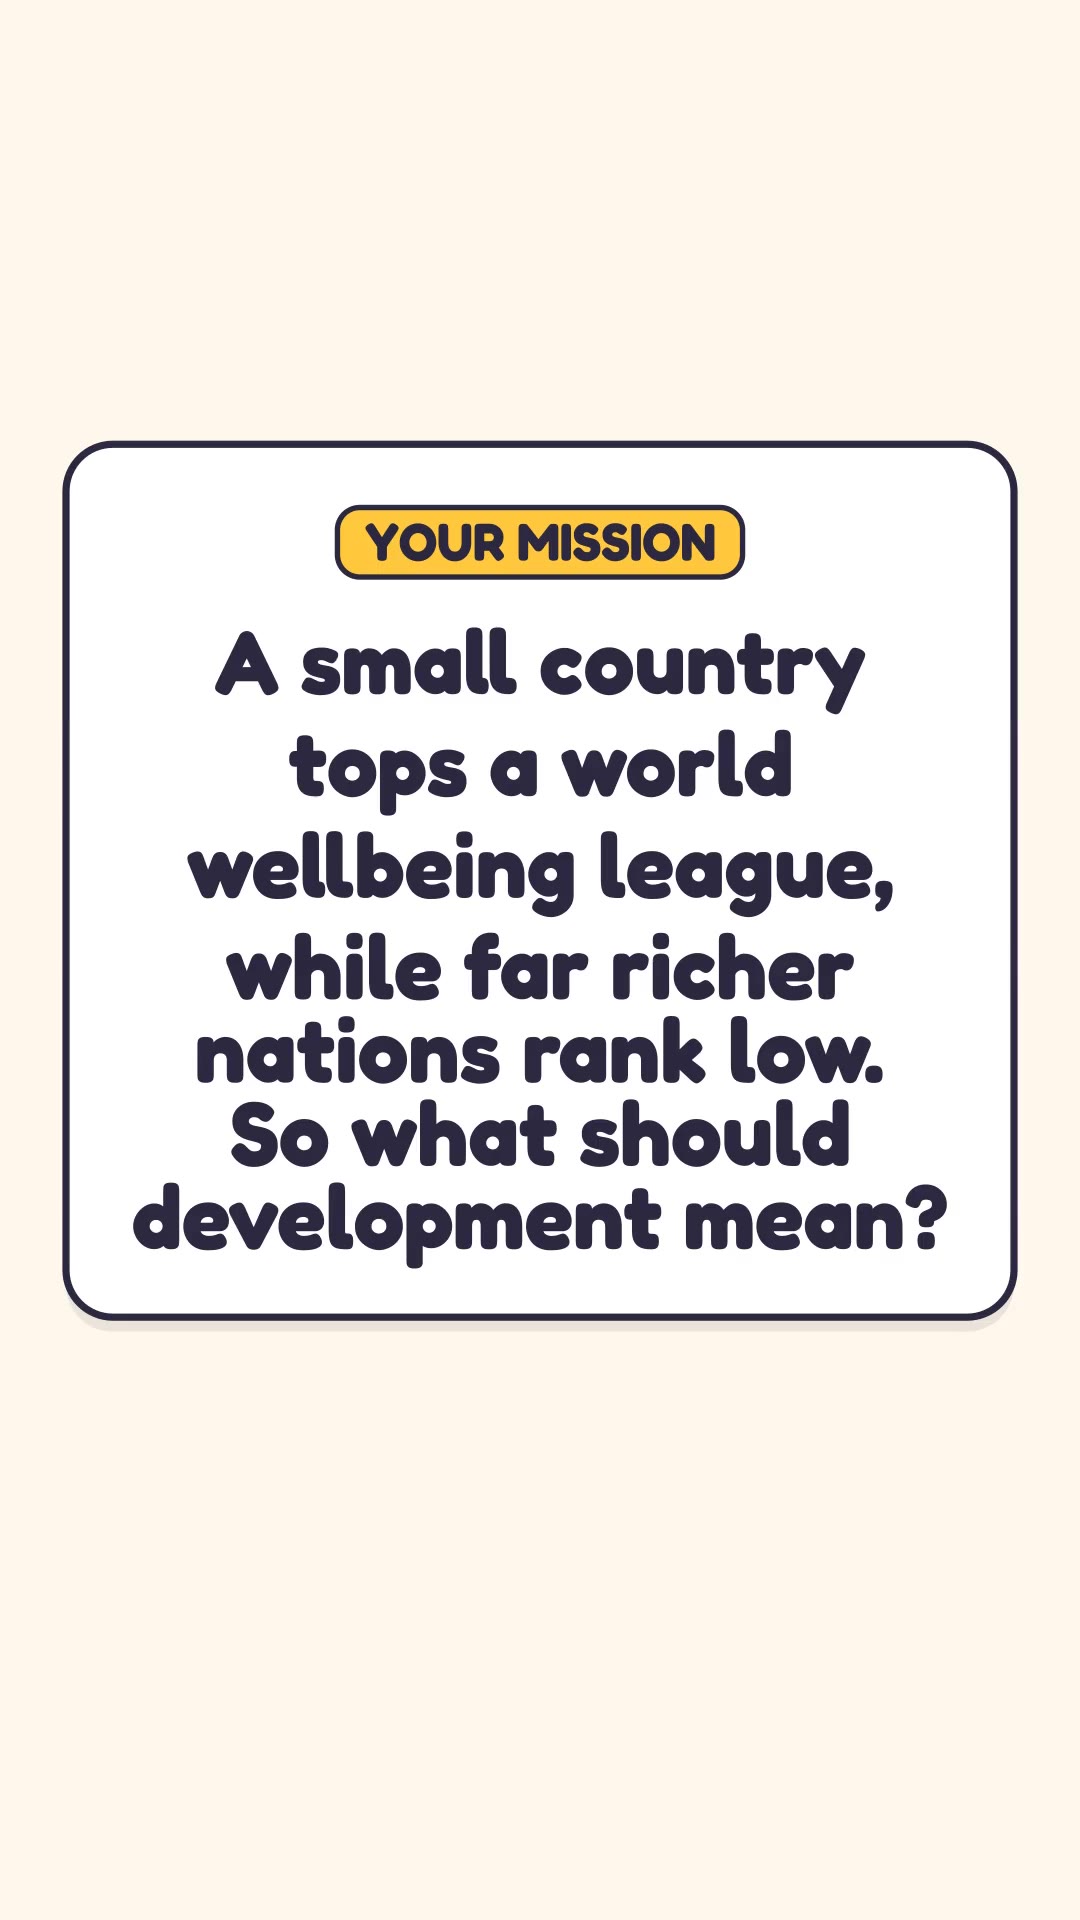 YOUR MISSION
A small country
tops a world
wellbeing league,
while far richer
nations rank low.
So what should
development mean?